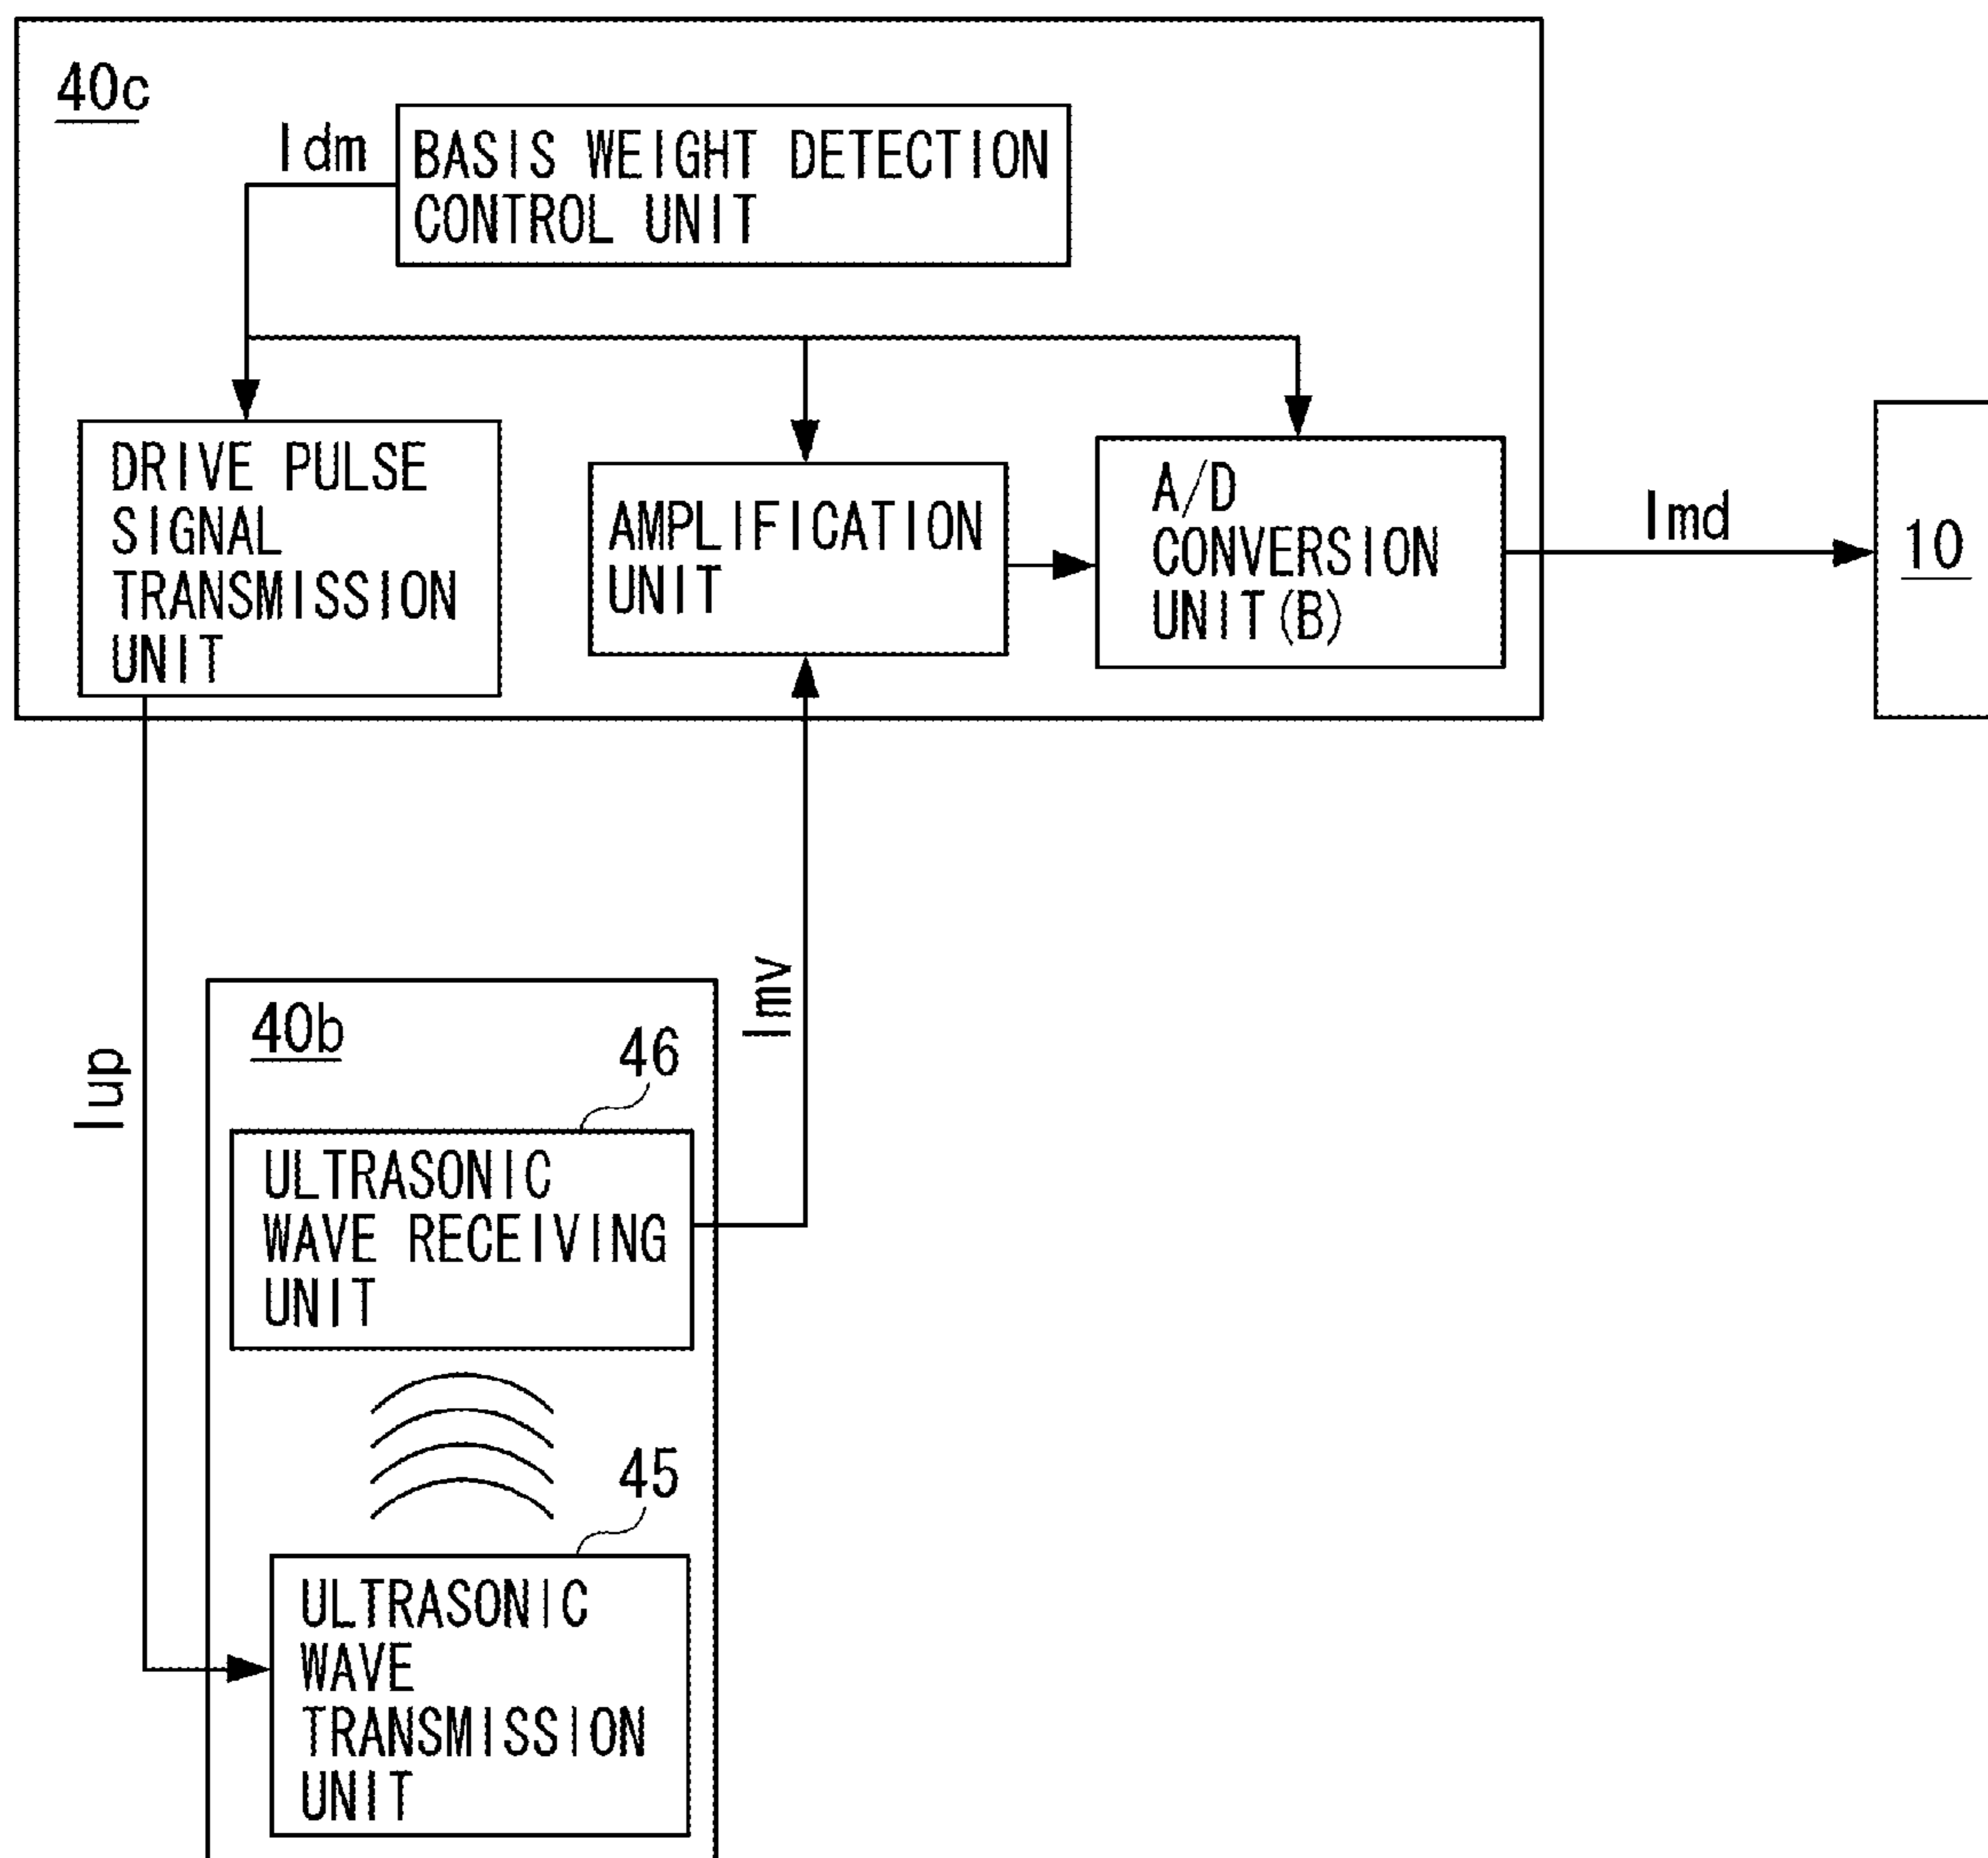 40c
Idm
BASIS WEIGHT DETECTION
CONTROL UNIT
DRIVE PULSE
SIGNAL
TRANSMISSION
UNIT
AMPLIFICATION
UNIT
A/D
CONVERSION
UNIT(B)
Imd
10
Iup
Imv
40b
46
ULTRASONIC
WAVE RECEIVING
UNIT
45
ULTRASONIC
WAVE
TRANSMISSION
UNIT